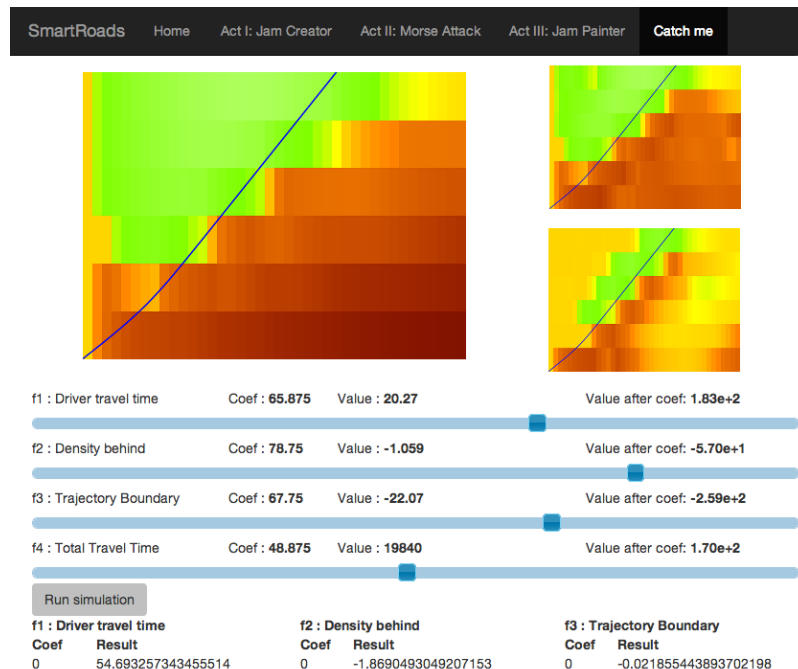 SmartRoads Home Act I: Jam Creator Act II: Morse Attack Act III: Jam Painter Catch me
f1 : Driver travel time Coef : 65.875 Value : 20.27 Value after coef: 1.83e+2
f2 : Density behind Coef : 78.75 Value : -1.059 Value after coef: -5.70e+1
f3 : Trajectory Boundary Coef : 67.75 Value : -22.07 Value after coef: -2.59e+2
f4 : Total Travel Time Coef : 48.875 Value : 19840 Value after coef: 1.70e+2
Run simulation
f1 : Driver travel time f2 : Density behind f3 : Trajectory Boundary
Coef Result Coef Result Coef Result
0 54.693257343455514 0 -1.8690493049207153 0 -0.021855443893702198